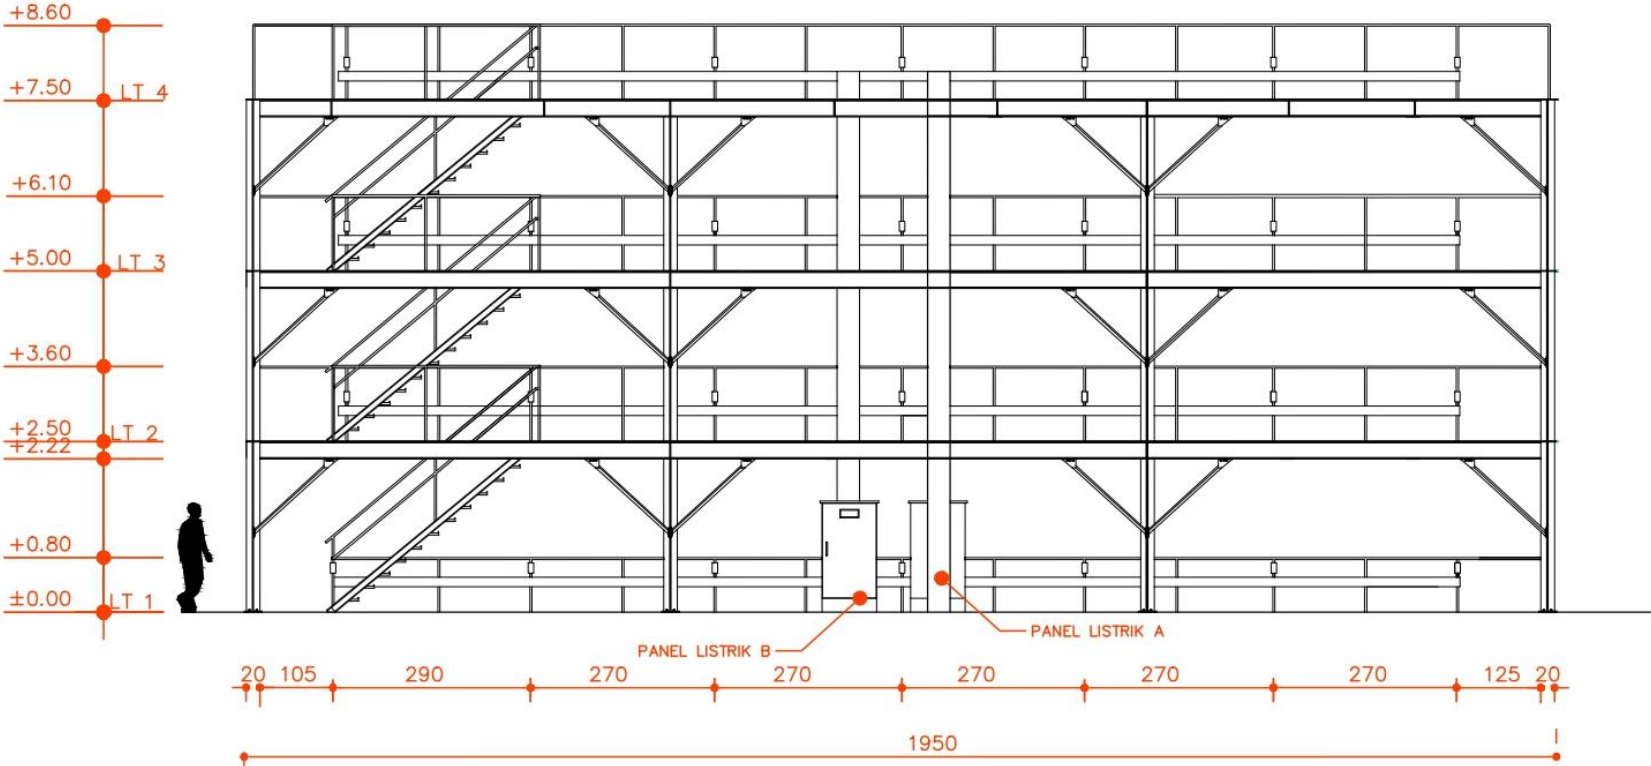 +8.60
+7.50 LT 4
+6.10
+5.00 LT 3
+3.60
+2.50 LT 2
+2.22
+0.80
±0.00 LT 1
PANEL LISTRIK A
PANEL LISTRIK B
20 105 290 270 270 270 270 270 125 20
1950